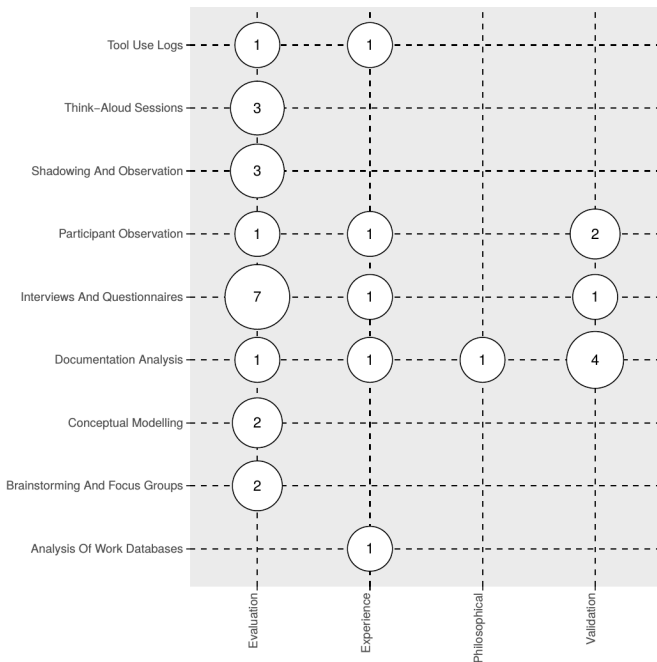 Tool Use Logs 1 1
Think−Aloud Sessions 3
Shadowing And Observation 3
Participant Observation 1 1 2
Interviews And Questionnaires 7 1 1
Documentation Analysis 1 1 1 4
Conceptual Modelling 2
Brainstorming And Focus Groups 2
Analysis Of Work Databases 1
Evaluation
Experience
Philosophical
Validation